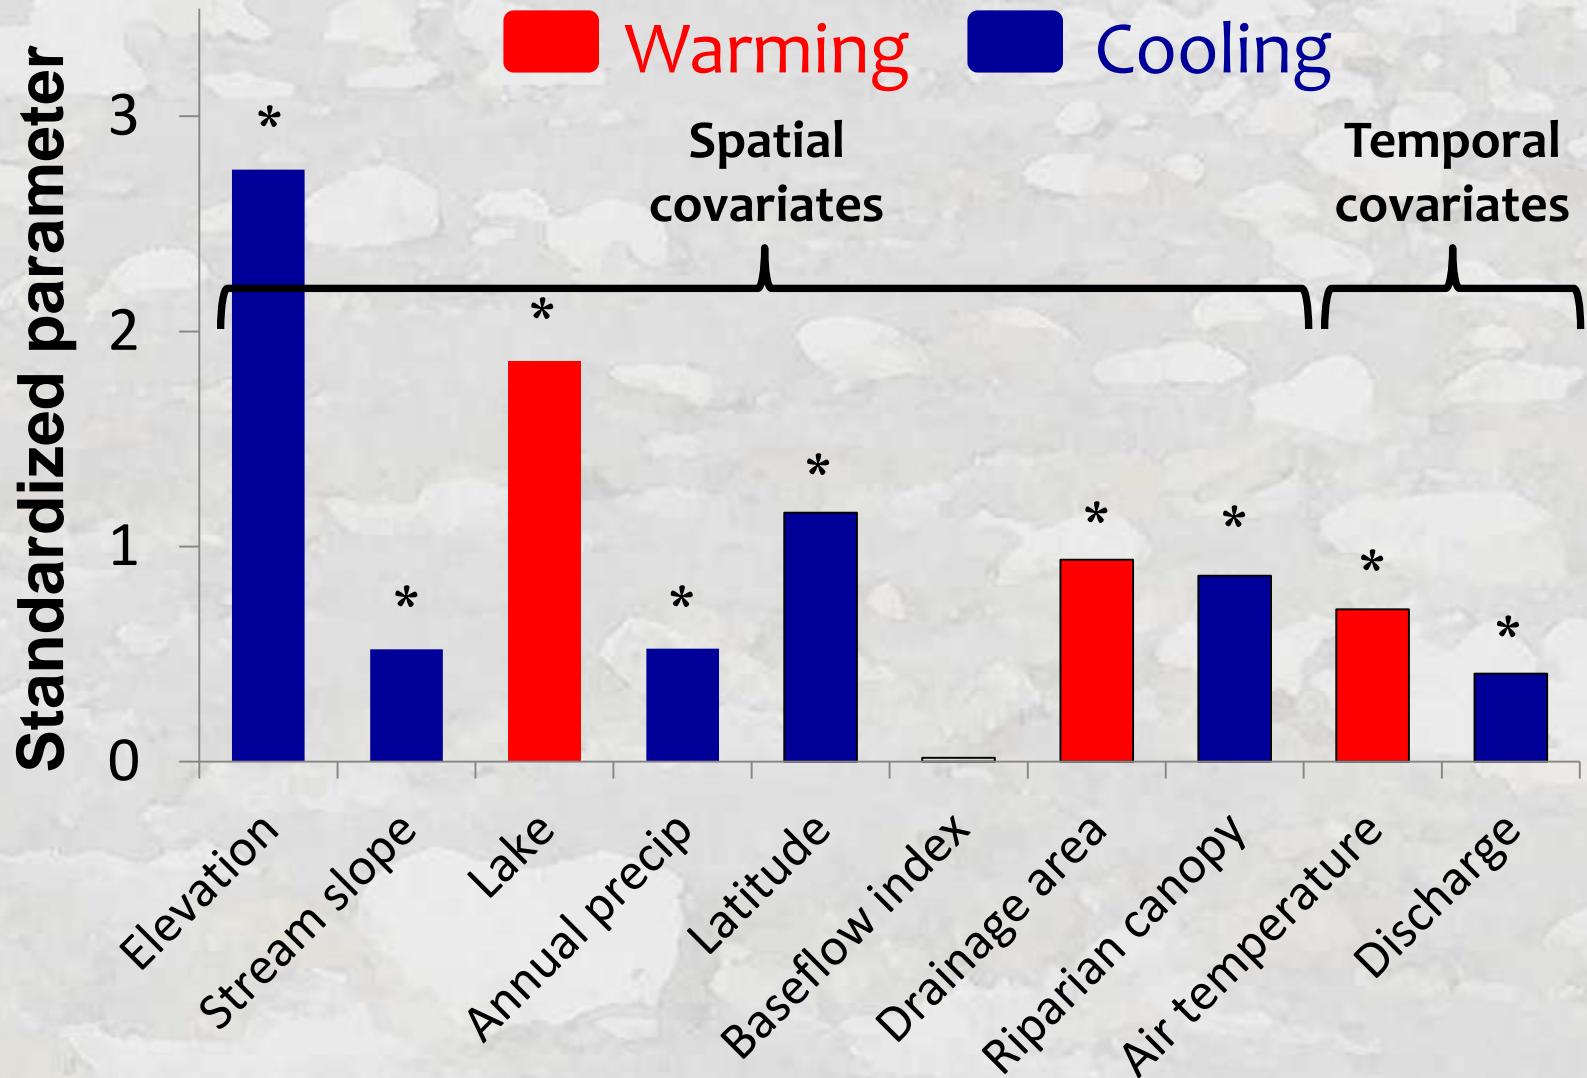 Warming
Cooling
Standardized parameter
3
2
1
0
Spatial
covariates
Temporal
covariates
*
*
*
*
*
*
*
*
*
Elevation
Stream slope
Lake
Annual precip
Latitude
Baseflow index
Drainage area
Riparian canopy
Air temperature
Discharge